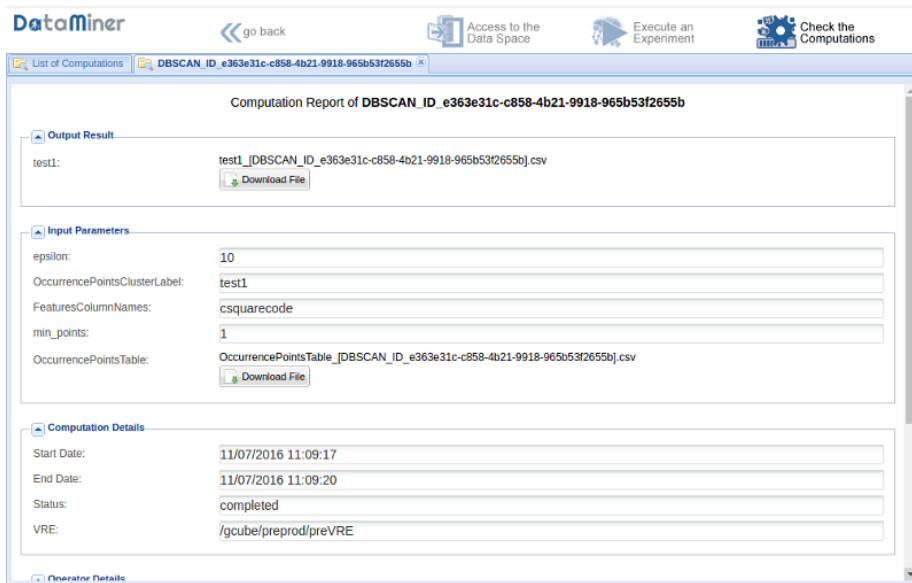 DataMiner
go back
Access to the
Data Space
Execute an
Experiment
Check the
Computations
List of Computations
DBSCAN_ID_e363e31c-c858-4b21-9918-965b53f2655b
Computation Report of DBSCAN_ID_e363e31c-c858-4b21-9918-965b53f2655b
Output Result
test1:
test1_[DBSCAN_ID_e363e31c-c858-4b21-9918-965b53f2655b].csv
Download File
Input Parameters
epsilon:
10
OccurrencePointsClusterLabel:
test1
FeaturesColumnNames:
csquarecode
min_points:
1
OccurrencePointsTable:
OccurrencePointsTable_[DBSCAN_ID_e363e31c-c858-4b21-9918-965b53f2655b].csv
Download File
Computation Details
Start Date:
11/07/2016 11:09:17
End Date:
11/07/2016 11:09:20
Status:
completed
VRE:
/gcube/preprod/preVRE
Operator Details